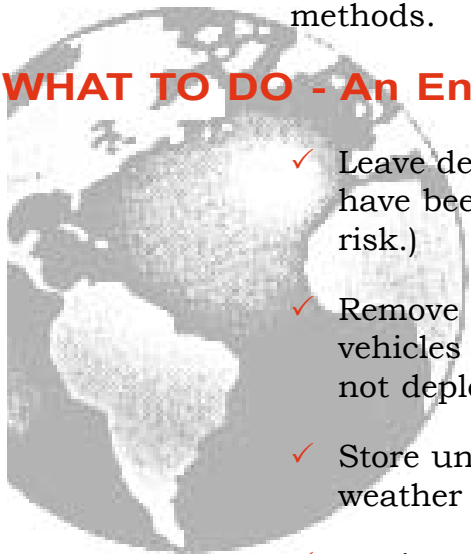 methods.
WHAT TO DO - An En
✓ Leave de
have bee
risk.)
✓ Remove
vehicles
not deplo
✓ Store un
weather